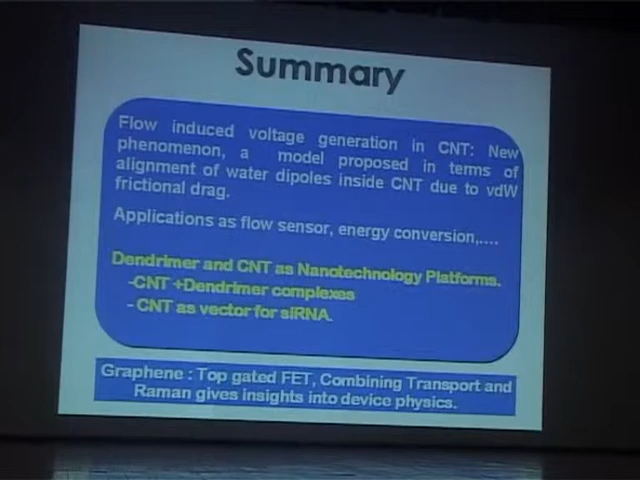 Summary
Flow induced voltage generation in CNT: New
phenomenon, a model proposed in terms of
alignment of water dipoles inside CNT due to vdW
frictional drag.
Applications as flow sensor, energy conversion,....
Dendrimer and CNT as Nanotechnology Platforms.
-CNT +Dendrimer complexes
- CNT as vector for siRNA.
Graphene : Top gated FET, Combining Transport and
Raman gives insights into device physics.